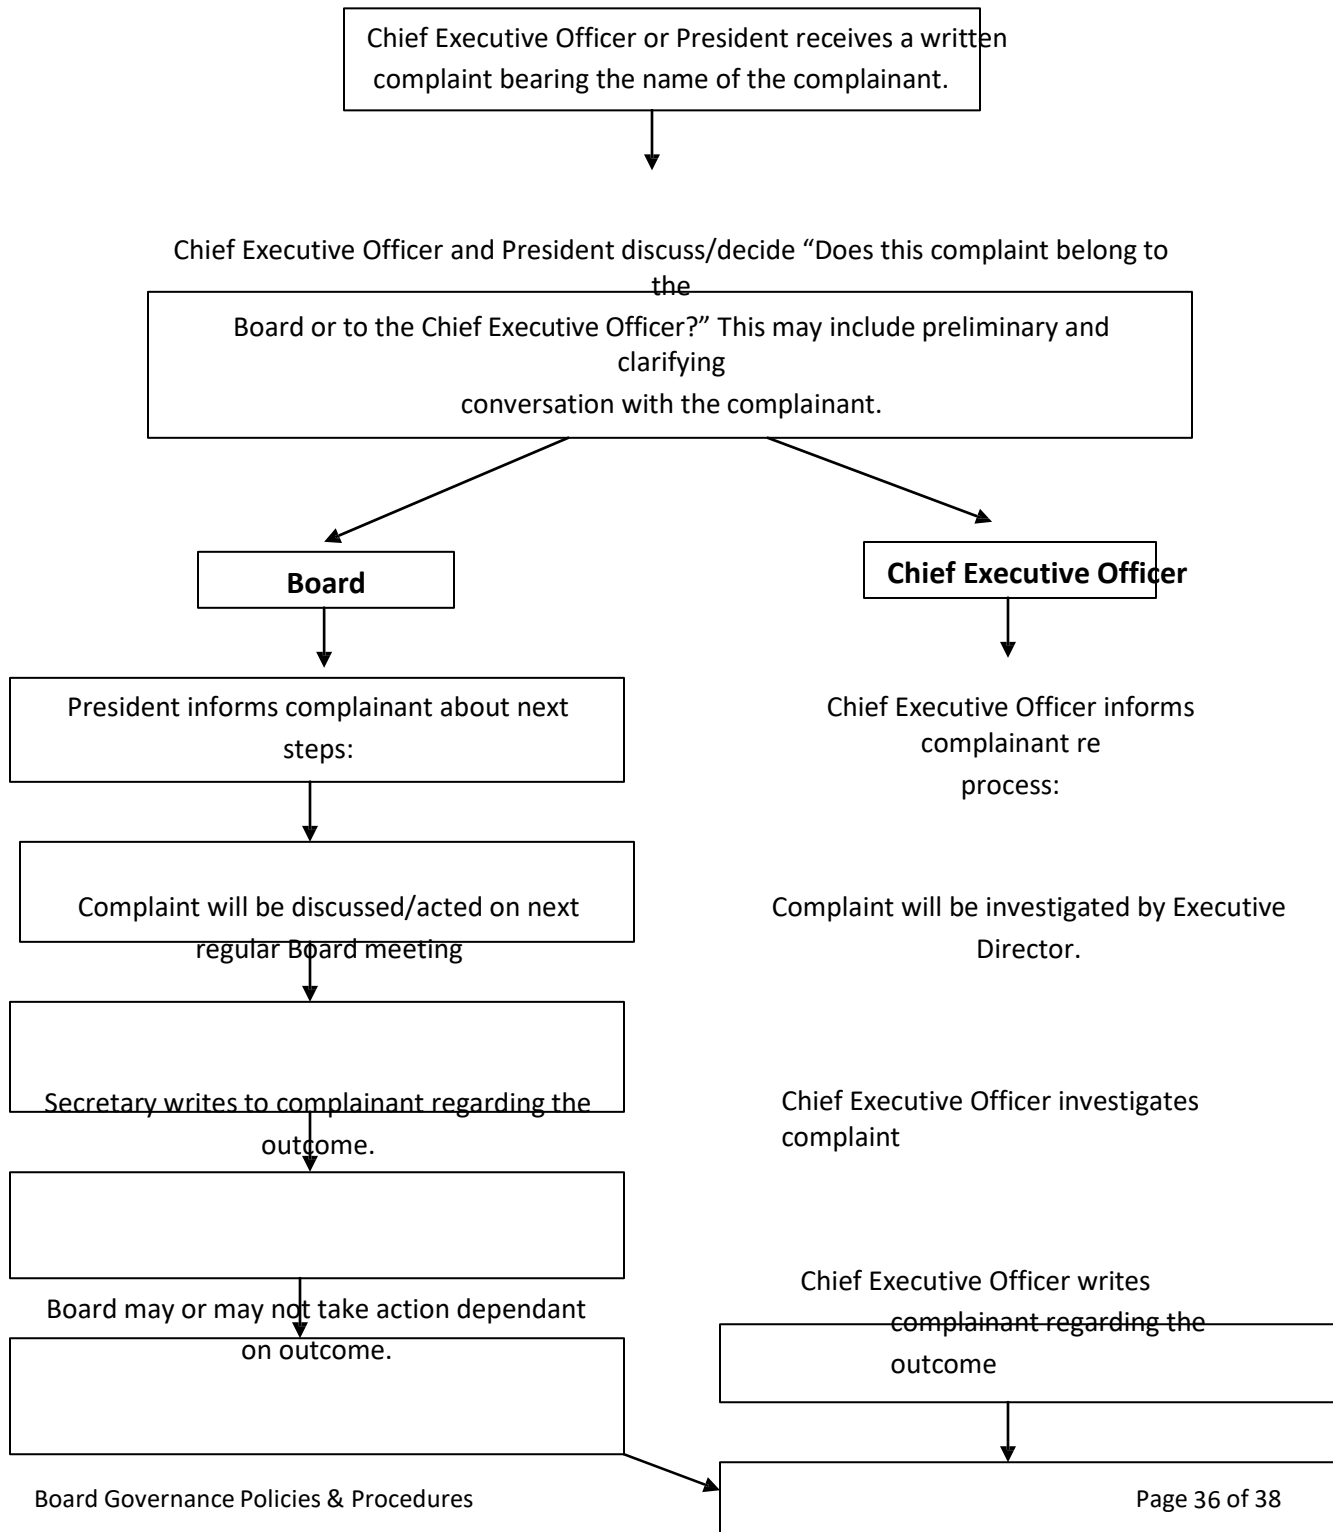 Chief Executive Officer or President receives a written
complaint bearing the name of the complainant.
Chief Executive Officer and President discuss/decide “Does this complaint belong to
the
Board or to the Chief Executive Officer?” This may include preliminary and
clarifying
conversation with the complainant.
Board
Chief Executive Officer
President informs complainant about next
steps:
Chief Executive Officer informs
complainant re
process:
Complaint will be discussed/acted on next
regular Board meeting
Complaint will be investigated by Executive
Director.
Secretary writes to complainant regarding the
outcome.
Chief Executive Officer investigates
complaint
Board may or may not take action dependant
on outcome.
Chief Executive Officer writes
complainant regarding the
outcome
Board Governance Policies & Procedures
Page 36 of 38